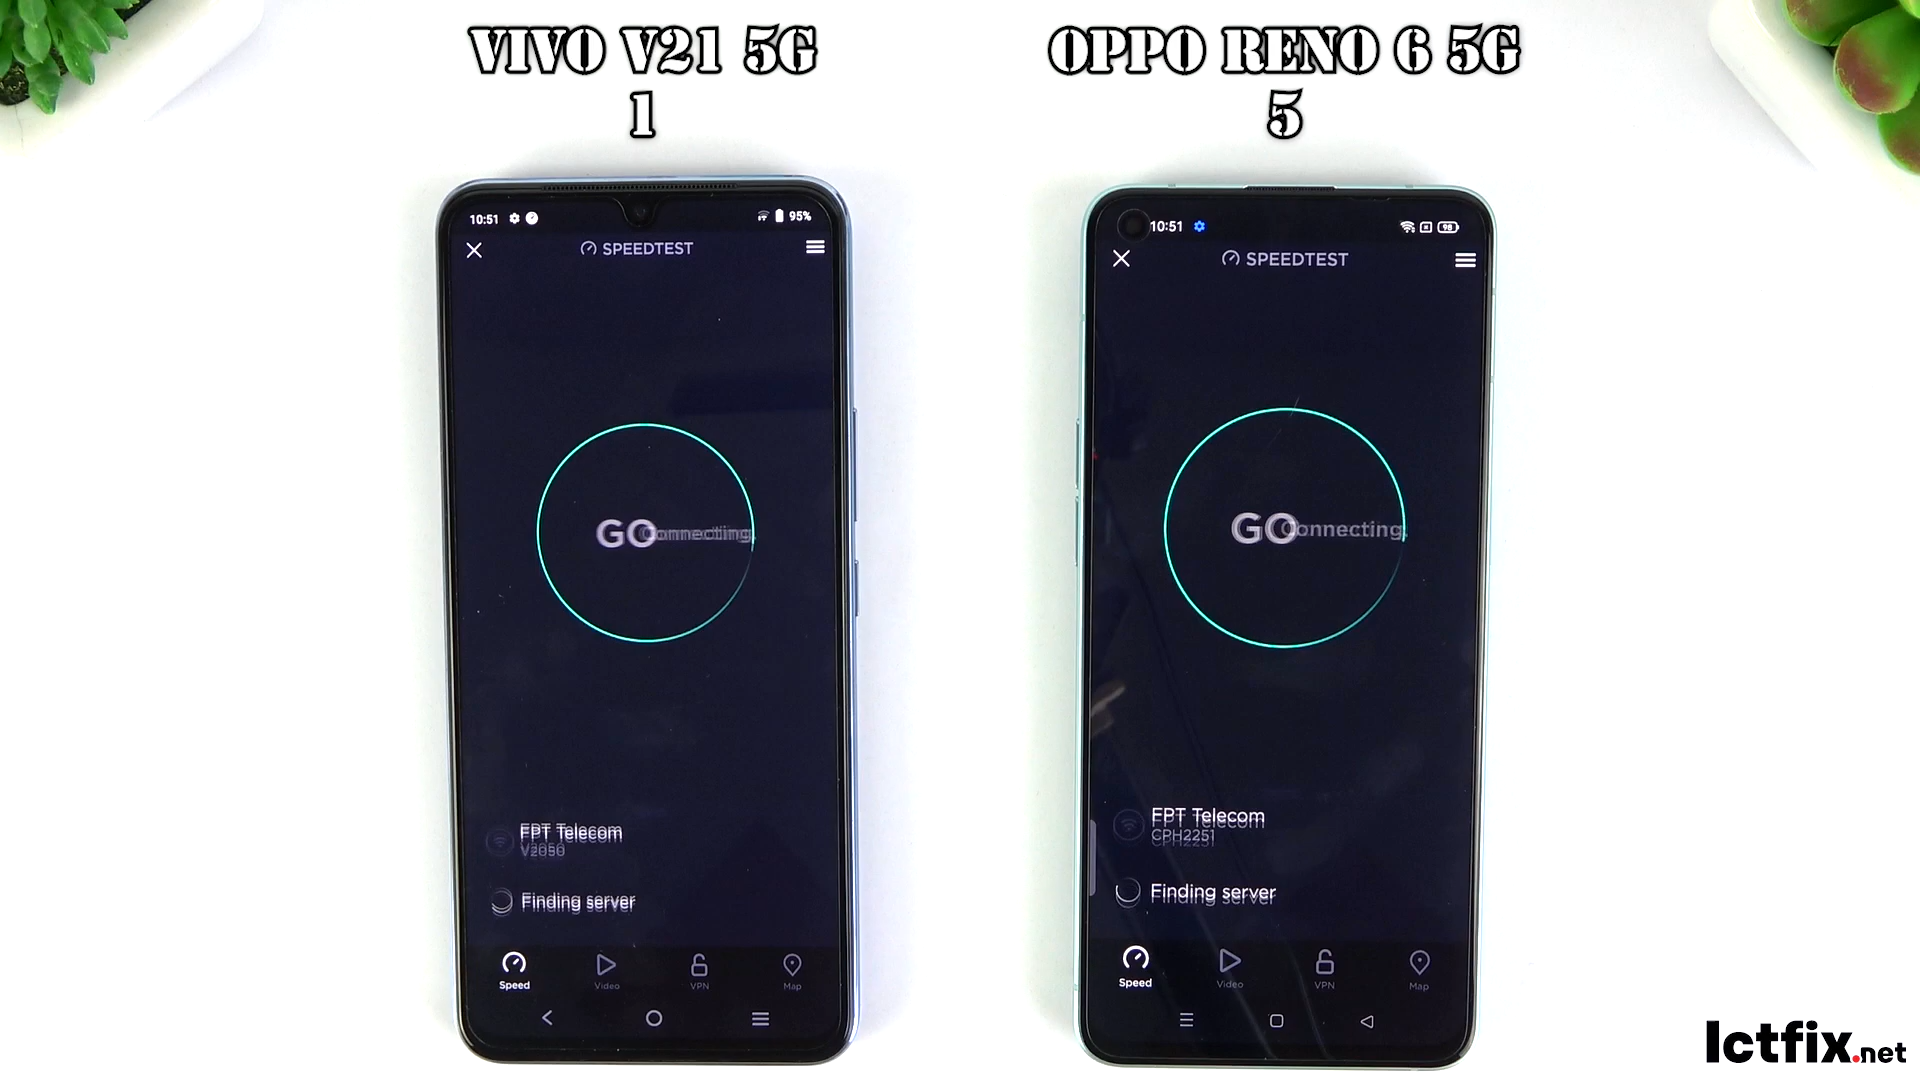 VIVO V21 5G
1
OPPO RENO 6 5G
5
10:51
95%
SPEEDTEST
GO
Connecting.
FPT Telecom
V2050
Finding server
Speed
Video
VPN
Map
10:51
98
SPEEDTEST
GO
Connecting.
FPT Telecom
CPH2251
Finding server
Speed
Video
VPN
Map
Ictfix.net